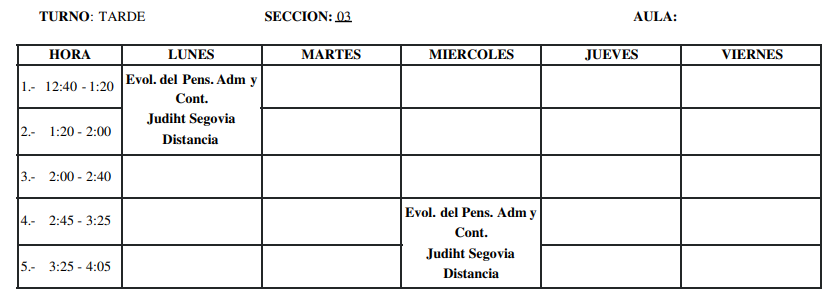 TURNO: TARDE SECCION: 03 AULA:
HORA LUNES MARTES MIERCOLES JUEVES VIERNES
1.- 12:40 - 1:20
Evol. del Pens. Adm y
Cont.
Judiht Segovia
Distancia
2.- 1:20 - 2:00
3.- 2:00 - 2:40
4.- 2:45 - 3:25
Evol. del Pens. Adm y
Cont.
Judiht Segovia
Distancia
5.- 3:25 - 4:05